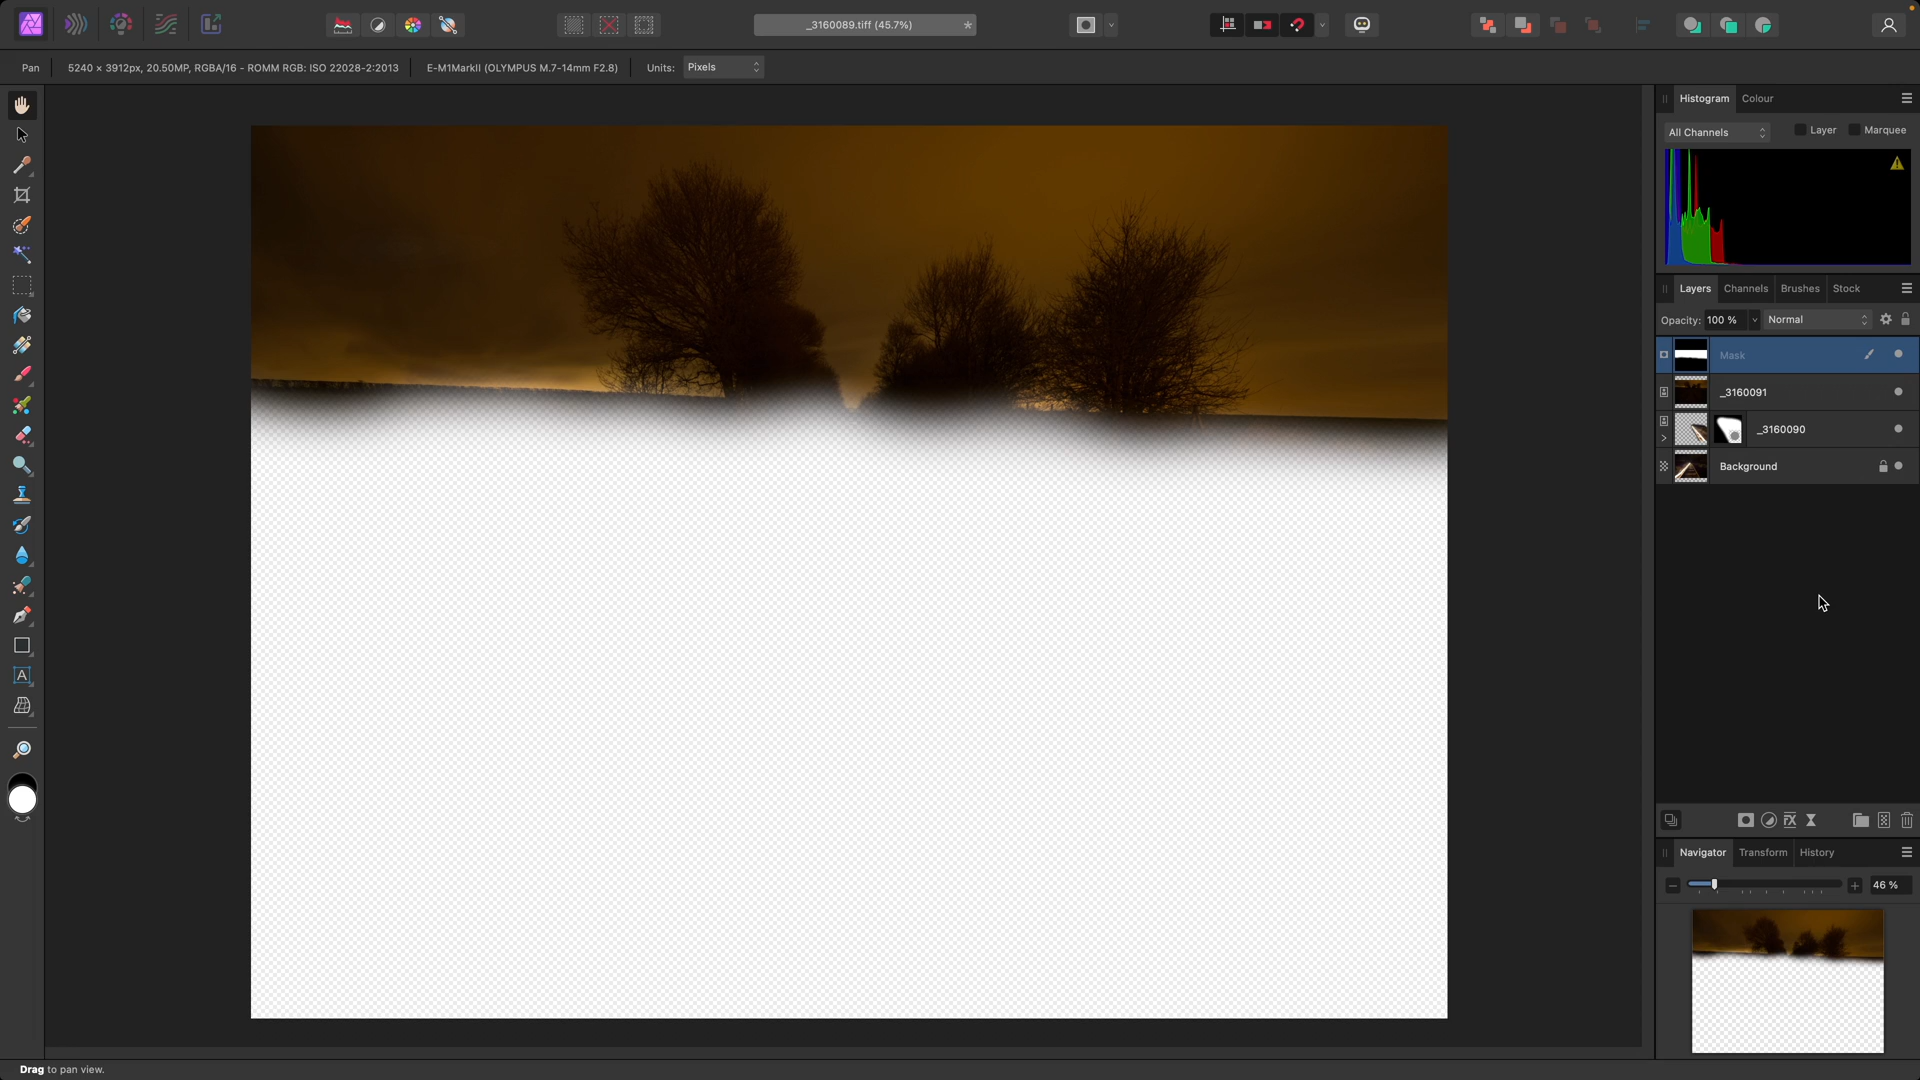 _3160089.tiff (45.7%)
*
Pan
5240 × 3912px, 20.50MP, RGBA/16 - ROMM RGB: ISO 22028-2:2013
E-M1MarkII (OLYMPUS M.7-14mm F2.8)
Units:
Pixels
Histogram
Colour
All Channels
Layer
Marquee
Layers
Channels
Brushes
Stock
Opacity:
100 %
Normal
Mask
_3160091
_3160090
Background
A
FX
Navigator
Transform
History
46 %
Drag to pan view.